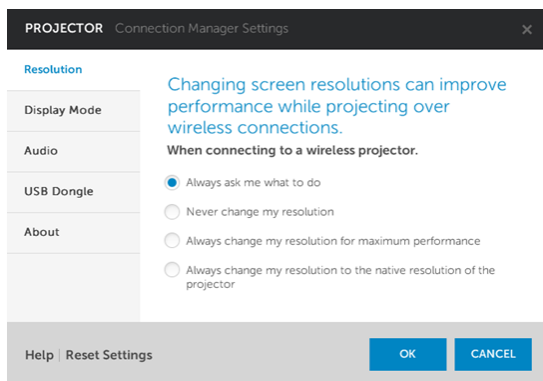 PROJECTOR Connection Manager Settings
Resolution
Display Mode
Audio
USB Dongle
About
Changing screen resolutions can improve
performance while projecting over
wireless connections.
When connecting to a wireless projector.
Always ask me what to do
Never change my resolution
Always change my resolution for maximum performance
Always change my resolution to the native resolution of the
projector
Help | Reset Settings
OK
CANCEL